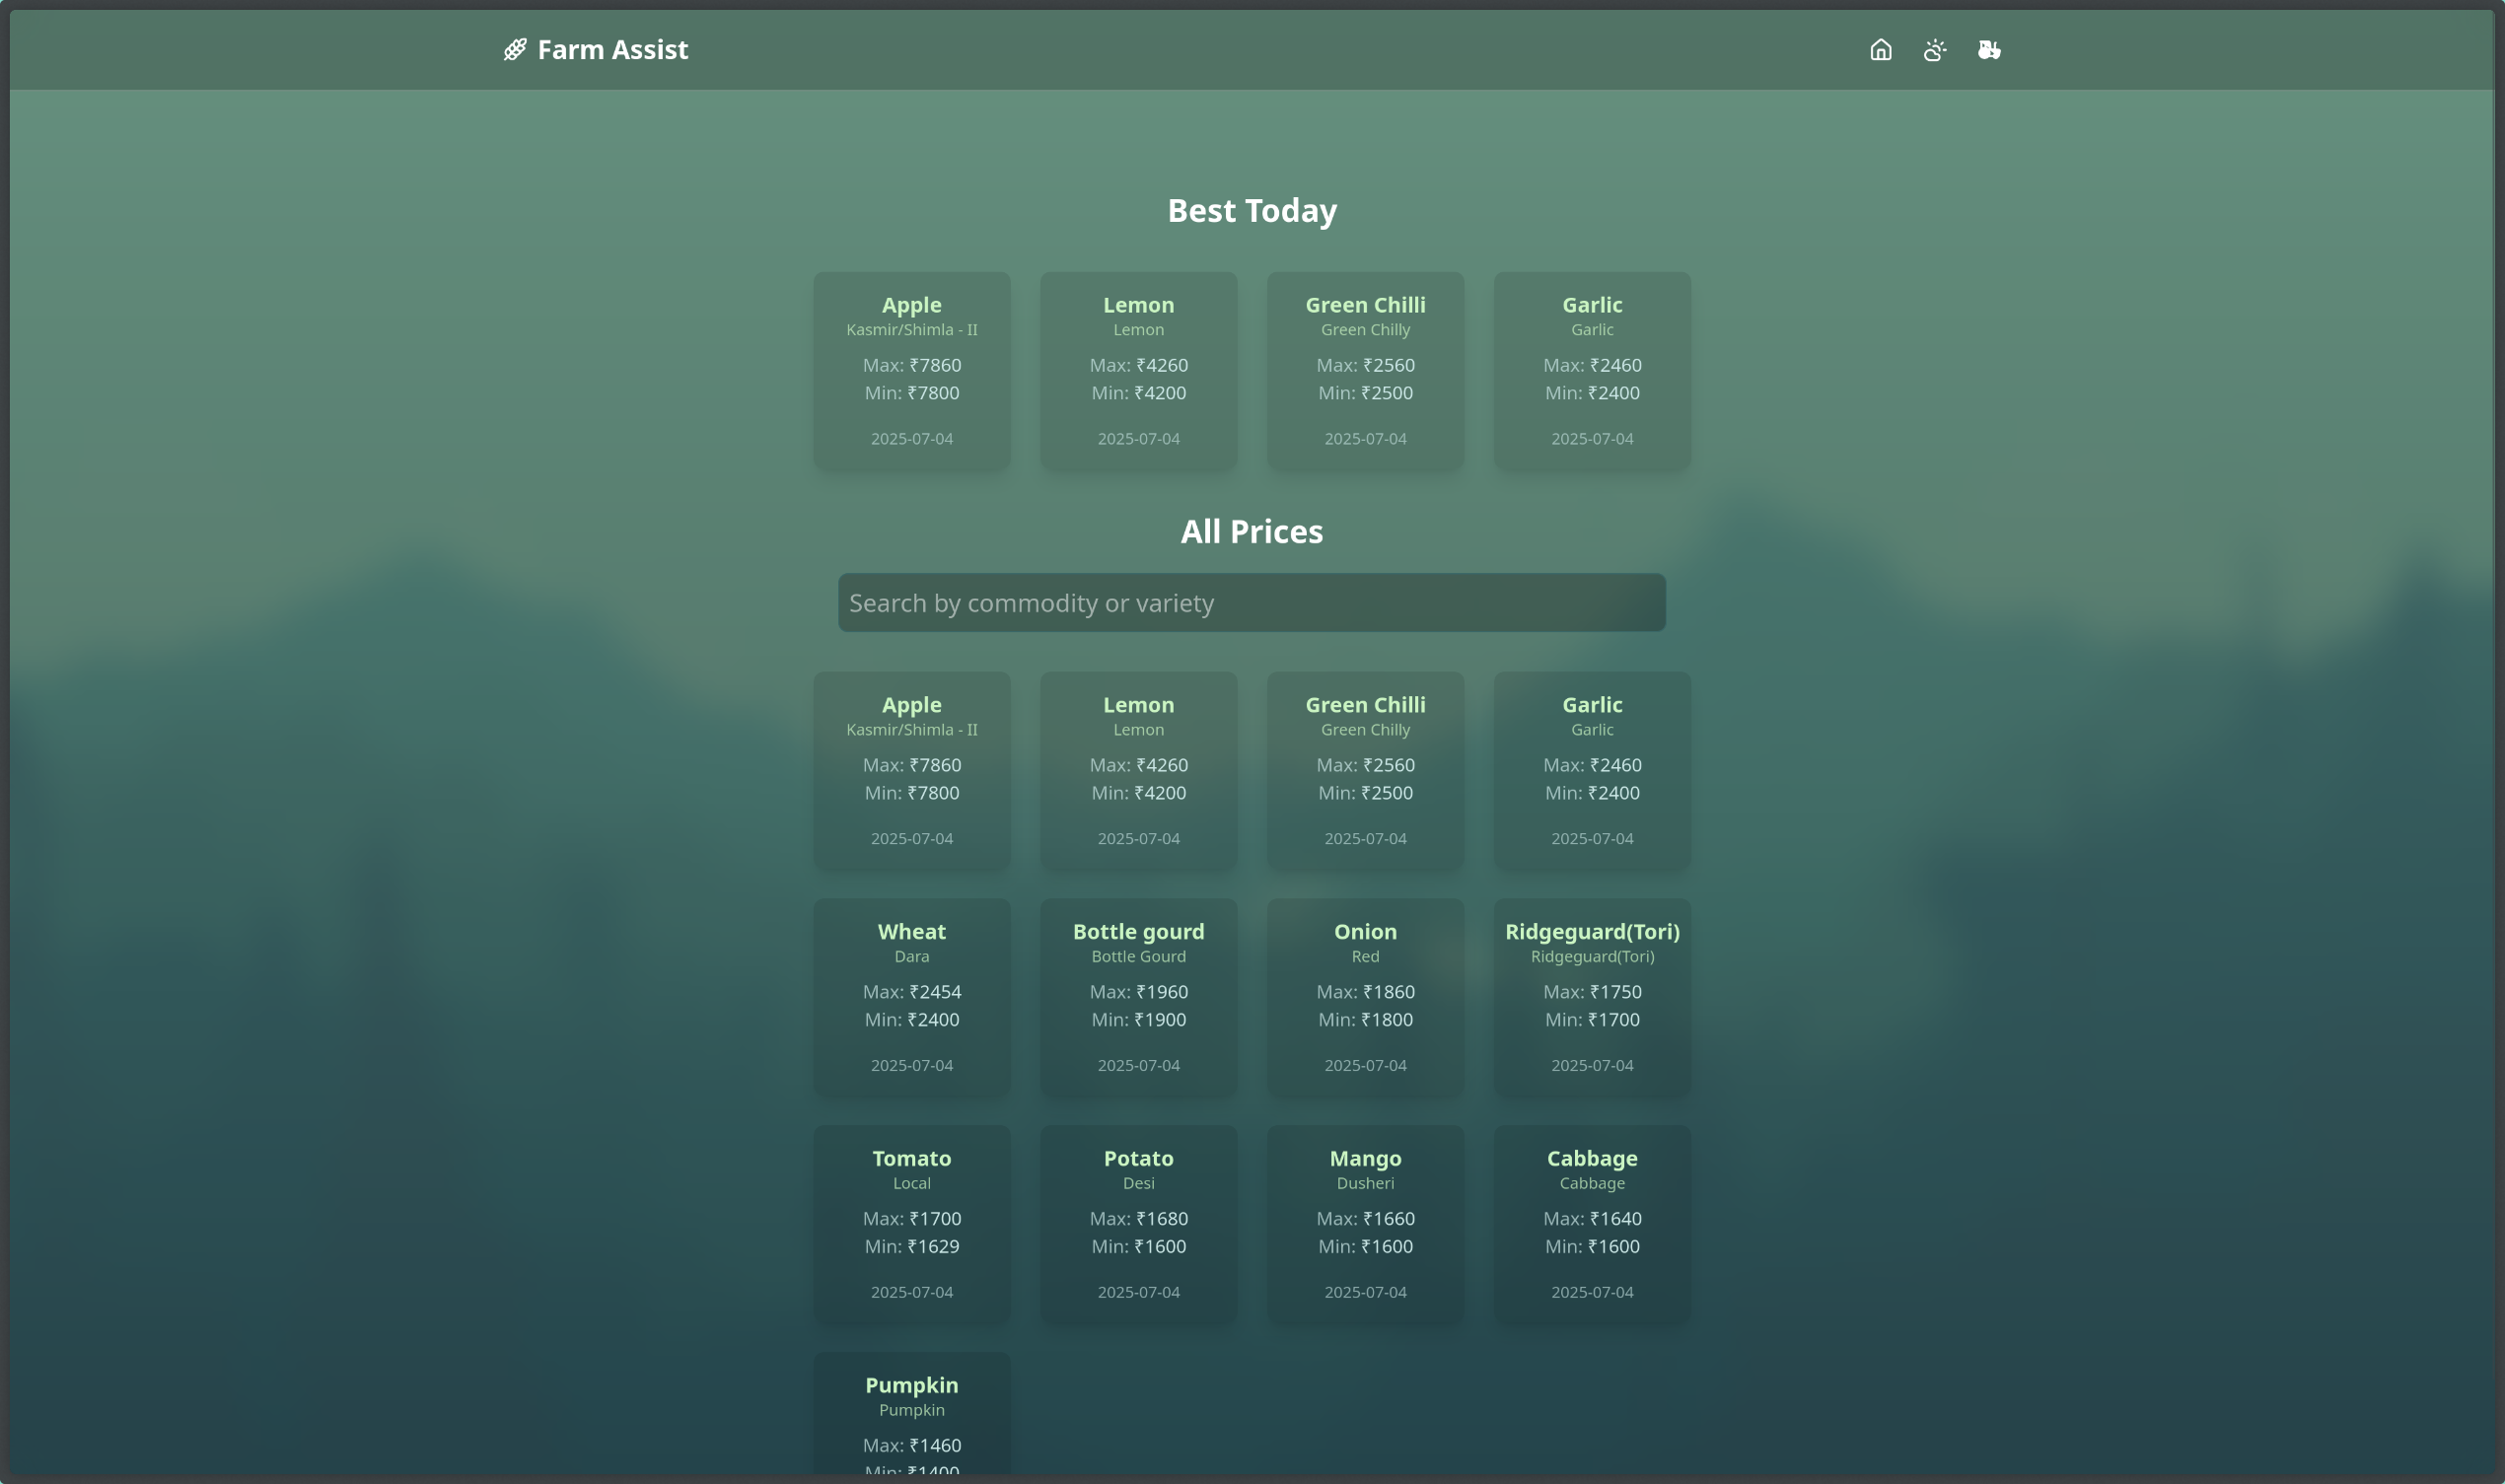 Farm Assist
Best Today
Apple
Kasmir/Shimla - II
Max: ₹7860
Min: ₹7800
2025-07-04
Lemon
Lemon
Max: ₹4260
Min: ₹4200
2025-07-04
Green Chilli
Green Chilly
Max: ₹2560
Min: ₹2500
2025-07-04
Garlic
Garlic
Max: ₹2460
Min: ₹2400
2025-07-04
All Prices
Search by commodity or variety
Apple
Kasmir/Shimla - II
Max: ₹7860
Min: ₹7800
2025-07-04
Lemon
Lemon
Max: ₹4260
Min: ₹4200
2025-07-04
Green Chilli
Green Chilly
Max: ₹2560
Min: ₹2500
2025-07-04
Garlic
Garlic
Max: ₹2460
Min: ₹2400
2025-07-04
Wheat
Dara
Max: ₹2454
Min: ₹2400
2025-07-04
Bottle gourd
Bottle Gourd
Max: ₹1960
Min: ₹1900
2025-07-04
Onion
Red
Max: ₹1860
Min: ₹1800
2025-07-04
Ridgeguard(Tori)
Ridgeguard(Tori)
Max: ₹1750
Min: ₹1700
2025-07-04
Tomato
Local
Max: ₹1700
Min: ₹1629
2025-07-04
Potato
Desi
Max: ₹1680
Min: ₹1600
2025-07-04
Mango
Dusheri
Max: ₹1660
Min: ₹1600
2025-07-04
Cabbage
Cabbage
Max: ₹1640
Min: ₹1600
2025-07-04
Pumpkin
Pumpkin
Max: ₹1460
Min: ₹1400